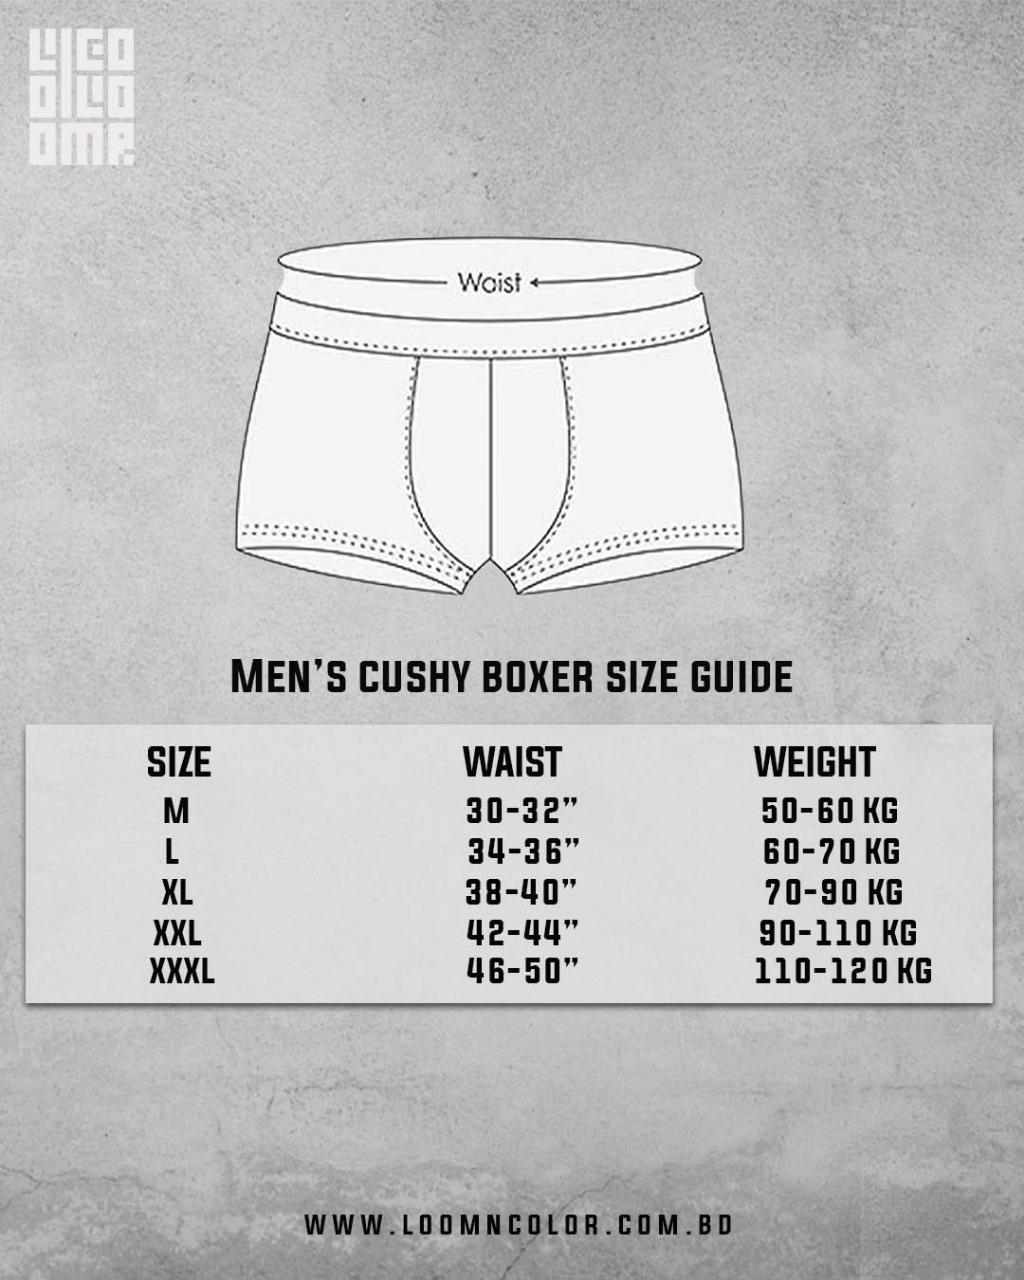 Waist
MEN'S CUSHY BOXER SIZE GUIDE
SIZE WAIST WEIGHT
M 30-32” 50-60 KG
L 34-36” 60-70 KG
XL 38-40” 70-90 KG
XXL 42-44” 90-110 KG
XXXL 46-50” 110-120 KG
WWW.LOOMNCOLOR.COM.BD